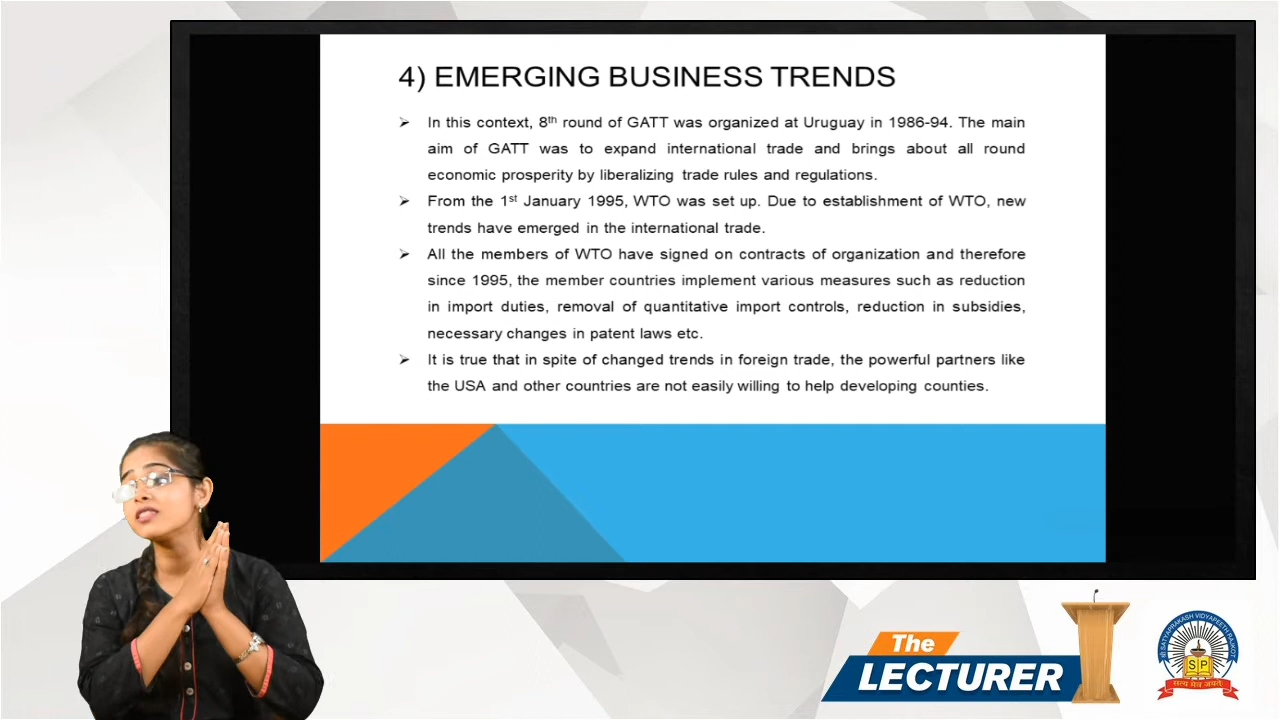 4) EMERGING BUSINESS TRENDS
➢ In this context, 8th round of GATT was organized at Uruguay in 1986-94. The main
aim of GATT was to expand international trade and brings about all round
economic prosperity by liberalizing trade rules and regulations.
➢ From the 1st January 1995, WTO was set up. Due to establishment of WTO, new
trends have emerged in the international trade.
➢ All the members of WTO have signed on contracts of organization and therefore
since 1995, the member countries implement various measures such as reduction
in import duties, removal of quantitative import controls, reduction in subsidies,
necessary changes in patent laws etc.
➢ It is true that in spite of changed trends in foreign trade, the powerful partners like
the USA and other countries are not easily willing to help developing counties.
The
LECTURER
SATYAPRAKASH VIDYAPEETH RAJKOT
SP
सत्य मेव जयते